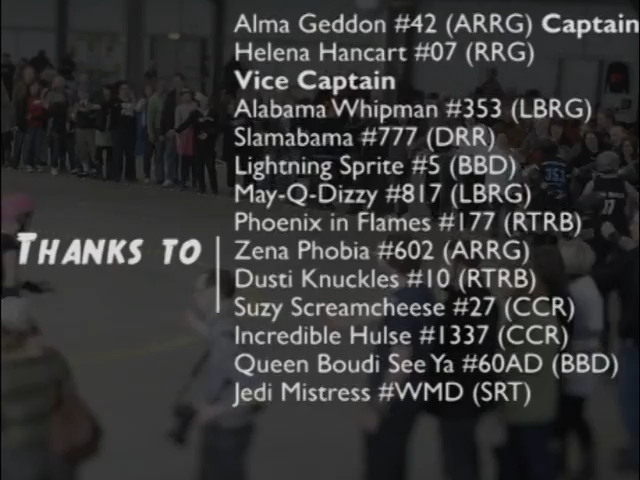 Alma Geddon #42 (ARRG) Captain
Helena Hancart #07 (RRG)
Vice Captain
Alabama Whipman #353 (LBRG)
Slamabama #777 (DRR)
Lightning Sprite #5 (BBD)
May-Q-Dizzy #817 (LBRG)
Phoenix in Flames #177 (RTRB)
THANKS TO
Zena Phobia #602 (ARRG)
Dusti Knuckles #10 (RTRB)
Suzy Screamcheese #27 (CCR)
Incredible Hulse #1337 (CCR)
Queen Boudi See Ya #60AD (BBD)
Jedi Mistress #WMD (SRT)